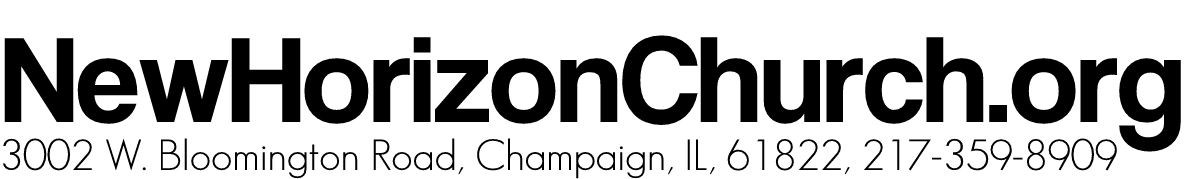 NewHorizonChurch.org
3002 W. Bloomington Road, Champaign, IL, 61822, 217-359-8909